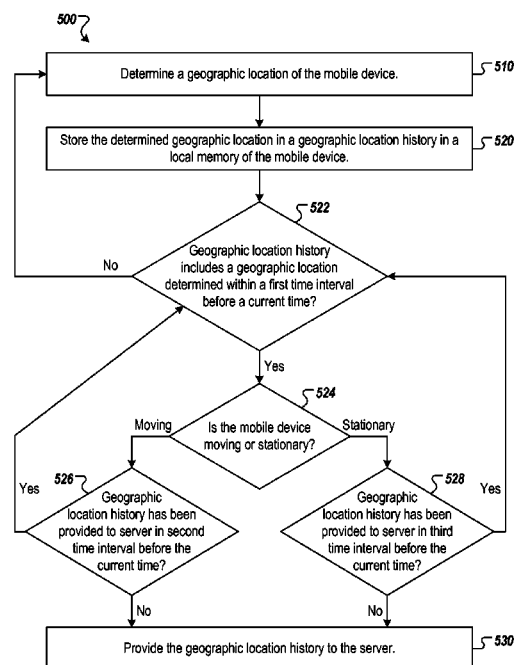 500
Determine a geographic location of the mobile device.
510
Store the determined geographic location in a geographic location history in a
local memory of the mobile device.
520
522
Geographic
location history
includes a geographic location
determined within a first time interval
before a current time?
No
Yes
524
Is the mobile device
moving or stationary?
Moving
Stationary
526
Geographic
location history has been
provided to server in second
time interval before the
current time?
Yes
528
Geographic
location history has been
provided to server in third
time interval before the
current time?
Yes
No
No
Provide the geographic location history to the server.
530